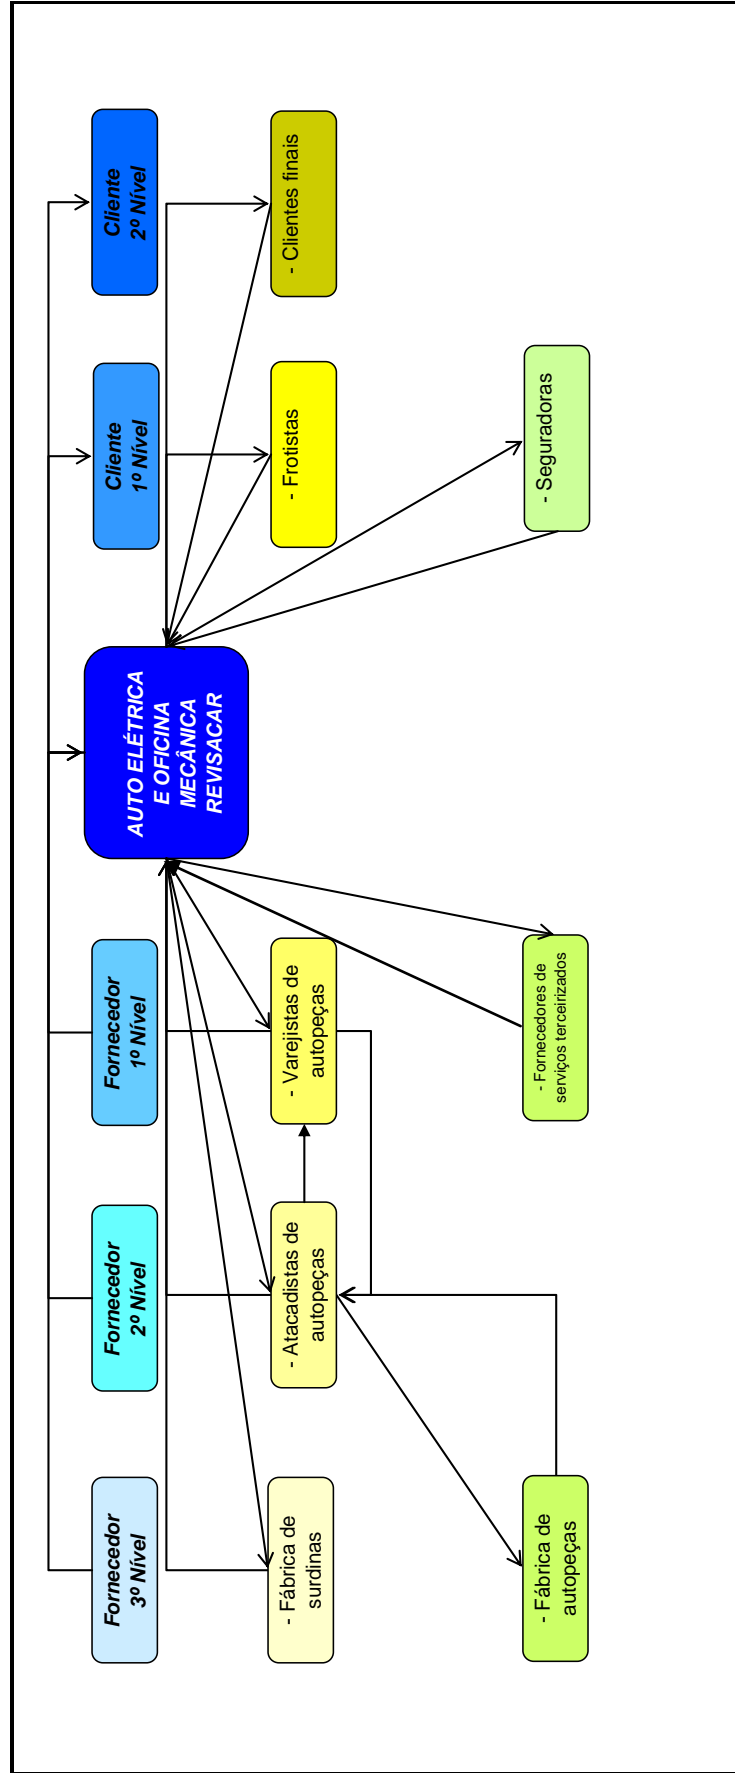 Fornecedor
3º Nível
Fornecedor
2º Nível
Fornecedor
1º Nível
AUTO ELÉTRICA
E OFICINA
MECÂNICA
REVISACAR
Cliente
1º Nível
Cliente
2º Nível
- Fábrica de
surdinas
- Atacadistas de
autopeças
- Varejistas de
autopeças
- Frotistas
- Clientes finais
- Fábrica de
autopeças
- Fornecedores de
serviços terceirizados
- Seguradoras